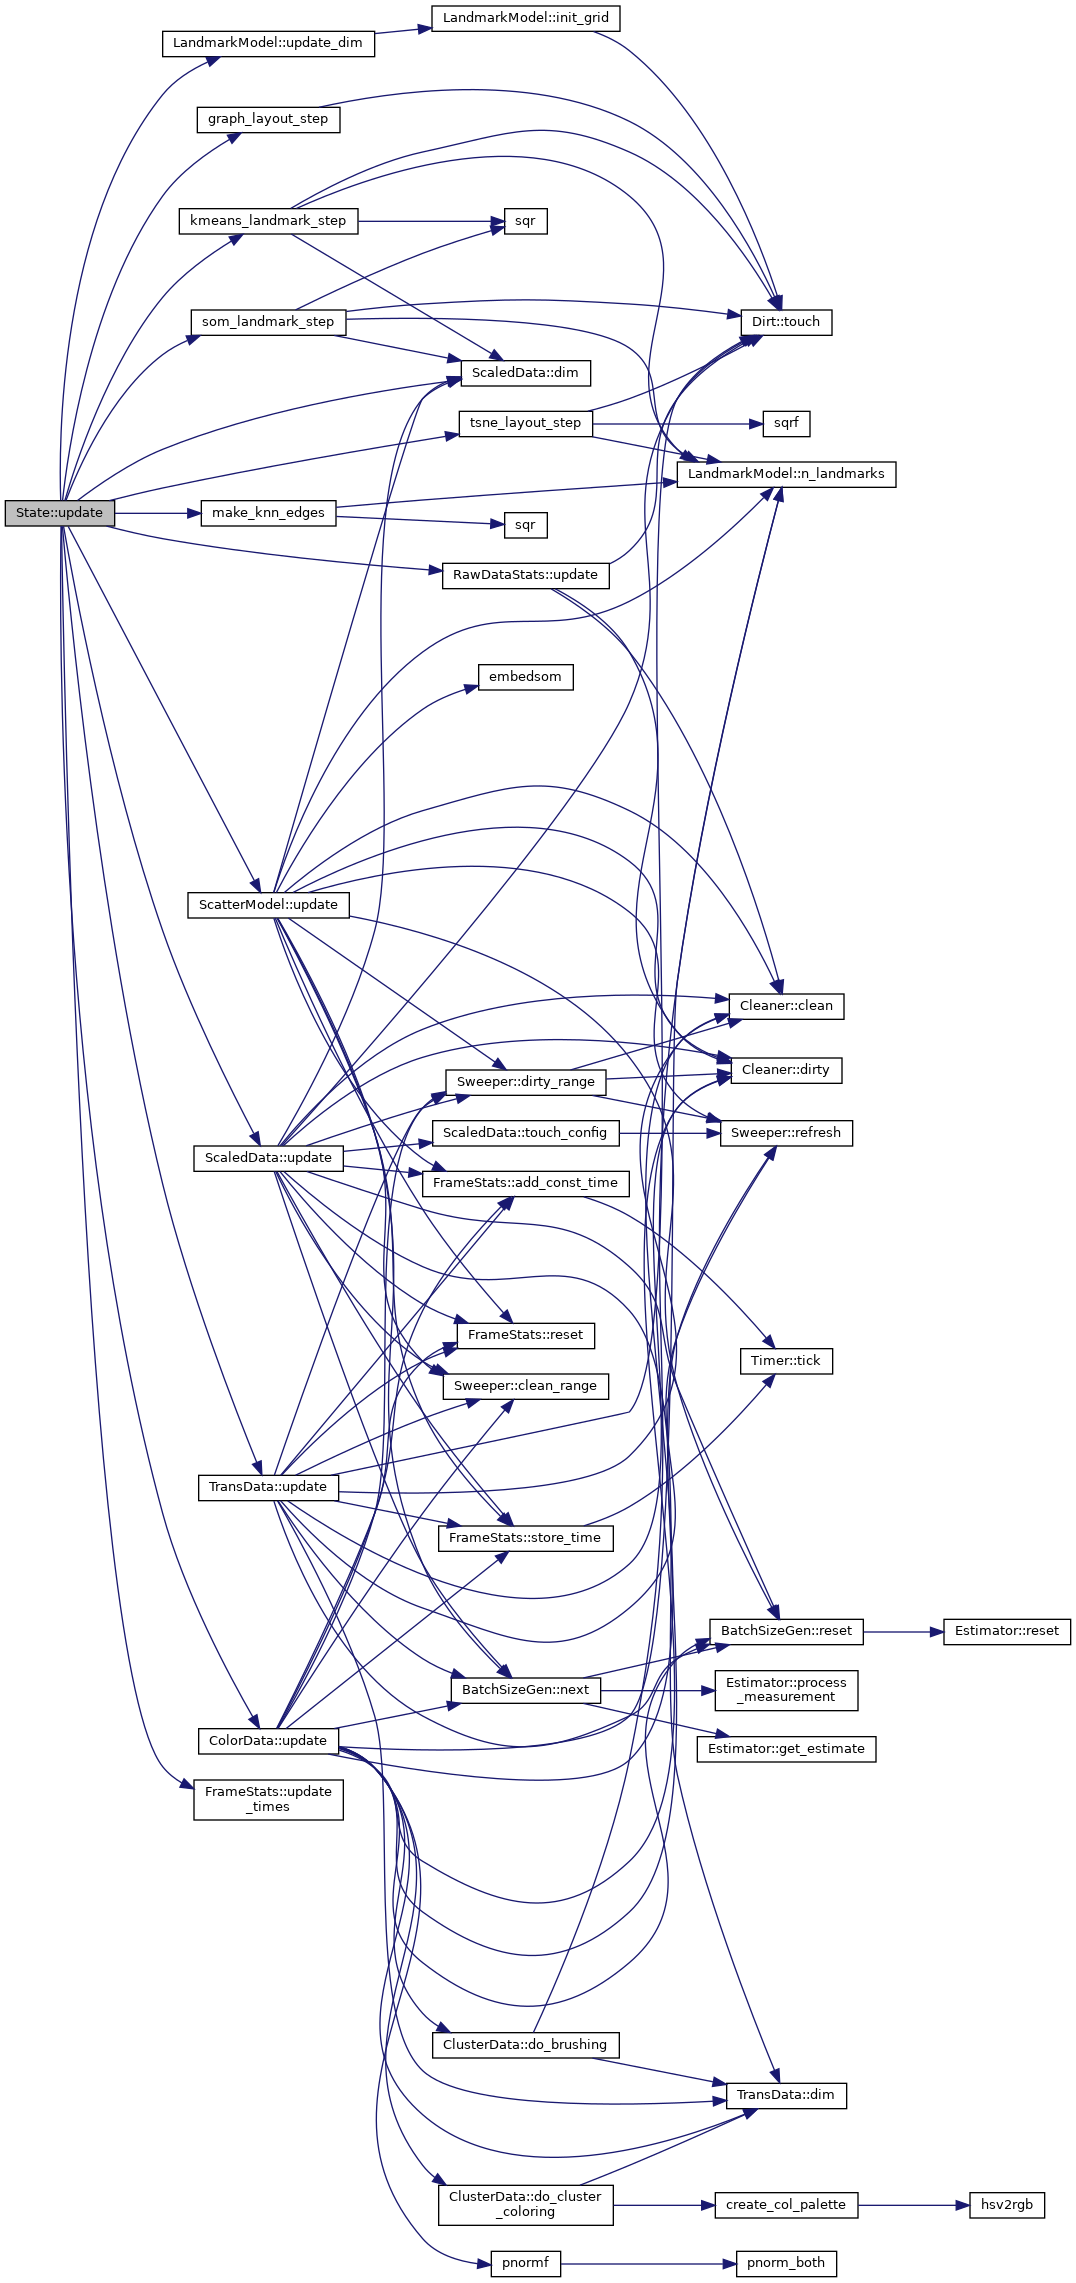 LandmarkModel::init_grid
LandmarkModel::update_dim
graph_layout_step
kmeans_landmark_step
sqr
som_landmark_step
Dirt::touch
ScaledData::dim
tsne_layout_step
sqrf
LandmarkModel::n_landmarks
State::update
make_knn_edges
sqr
RawDataStats::update
embedsom
ScatterModel::update
Cleaner::clean
Cleaner::dirty
Sweeper::dirty_range
ScaledData::touch_config
Sweeper::refresh
ScaledData::update
FrameStats::add_const_time
FrameStats::reset
Timer::tick
Sweeper::clean_range
TransData::update
FrameStats::store_time
BatchSizeGen::reset
Estimator::reset
BatchSizeGen::next
Estimator::process
_measurement
ColorData::update
Estimator::get_estimate
FrameStats::update
_times
ClusterData::do_brushing
TransData::dim
ClusterData::do_cluster
_coloring
create_col_palette
hsv2rgb
pnormf
pnorm_both